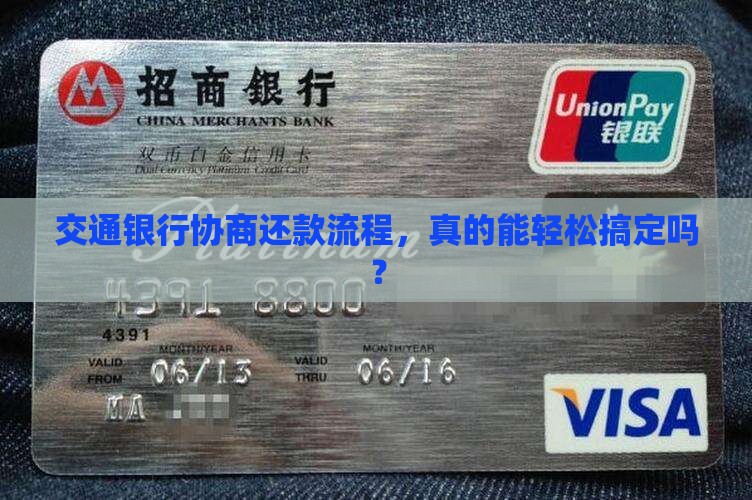 招商银行
CHINA MERCHANTS BANK
双币白金信用卡
Dual Currency Platinum Credit Card
UnionPay
银联
Platinum
交通银行协商还款流程，真的能轻松搞定吗
？
4391 8800
4391
MONTH/YEAR MONTH/YEAR
VALID FROM 06/13 VALID THRU 06/16
MA
VISA